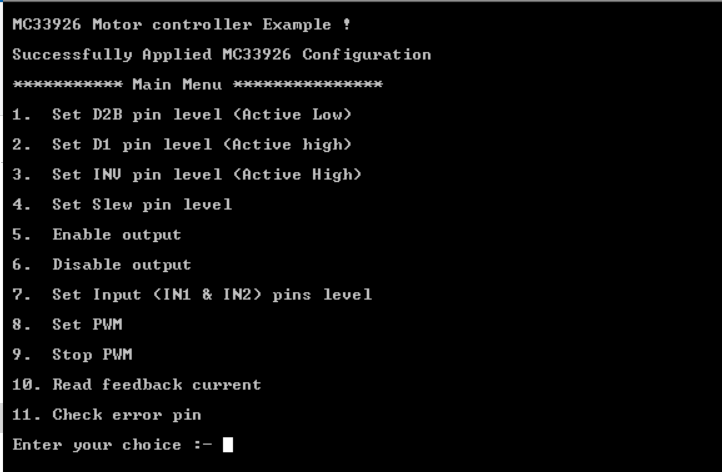 MC33926 Motor controller Example !
Successfully Applied MC33926 Configuration
*********** Main Menu ***************
1.  Set D2B pin level (Active Low)
2.  Set D1 pin level (Active high)
3.  Set INV pin level (Active High)
4.  Set Slew pin level
5.  Enable output
6.  Disable output
7.  Set Input (IN1 & IN2) pins level
8.  Set PWM
9.  Stop PWM
10. Read feedback current
11. Check error pin
Enter your choice :-